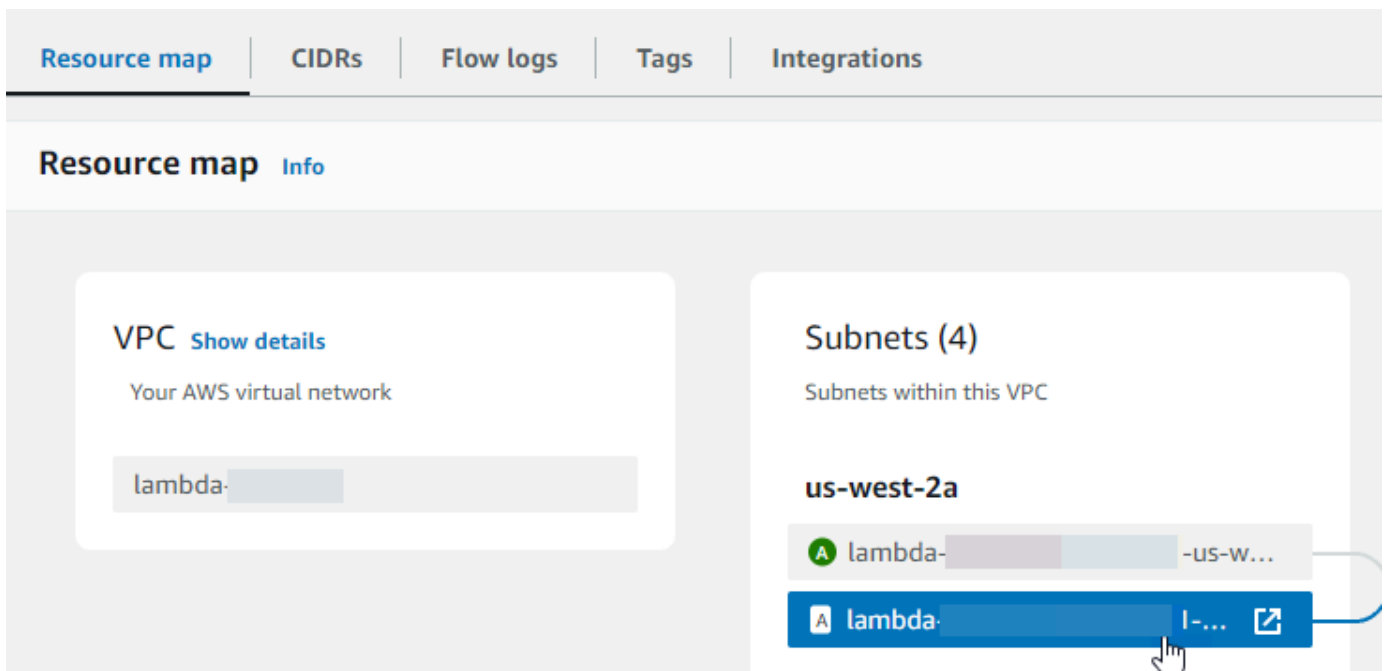 Resource map CIDRs Flow logs Tags Integrations
Resource map Info
VPC Show details
Your AWS virtual network
lambda-
Subnets (4)
Subnets within this VPC
us-west-2a
A lambda- -us-w...
A lambda- l-...